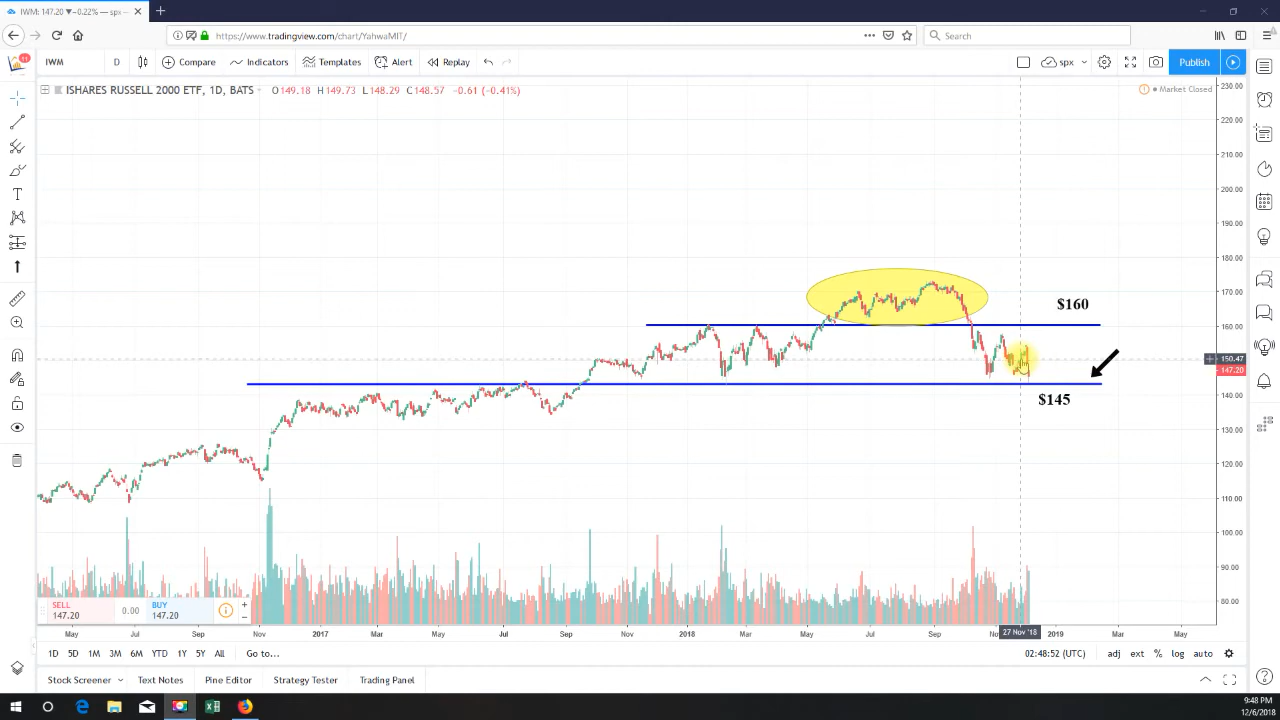 IWM: 147.20 ▼−0.22% — spx –
https://www.tradingview.com/chart/YahwaMIT/
Search
11
IWM D Compare Indicators Templates Alert Replay spx Publish
ISHARES RUSSELL 2000 ETF, 1D, BATS O149.18 H149.73 L148.29 C148.57 −0.61 (−0.41%)
Market Closed
230.00
220.00
210.00
200.00
190.00
180.00
170.00
$160
160.00
150.47
147.20
140.00
$145
130.00
120.00
110.00
100.00
90.00
80.00
SELL
147.20
0.00
BUY
147.20
May Jul Sep Nov 2017 Mar May Jul Sep Nov 2018 Mar May Jul Sep No 27 Nov '18 2019 Mar May
1D 5D 1M 3M 6M YTD 1Y 5Y All Go to... 02:48:52 (UTC) adj ext % log auto
Stock Screener Text Notes Pine Editor Strategy Tester Trading Panel
9:48 PM
12/6/2018